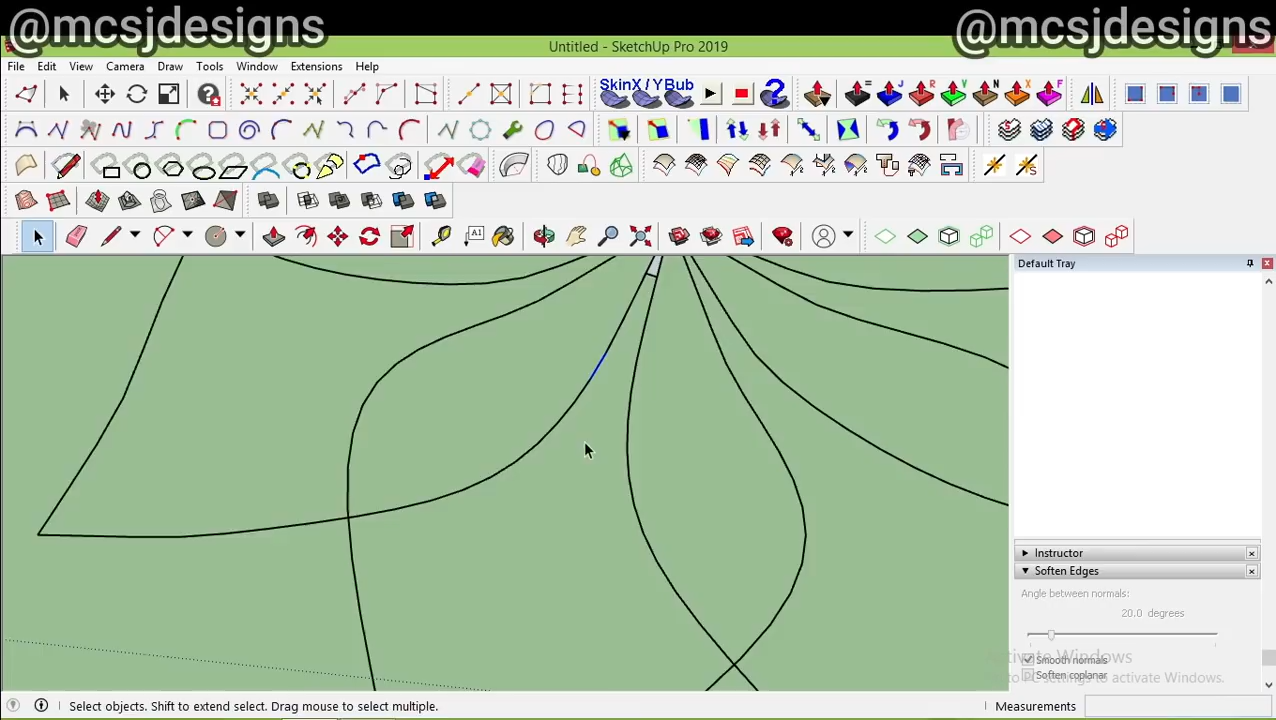 @mcsjdesigns @mcsjdesigns
Untitled - SketchUp Pro 2019
File Edit View Camera Draw Tools Window Extensions Help
SkinX / YBub
A1
Default Tray
Instructor
Soften Edges
Angle between normals:
20.0 degrees
Activate Windows
Smooth normals
to PC settings to activate Windows.
Soften coplanar
Select objects. Shift to extend select. Drag mouse to select multiple.
Measurements